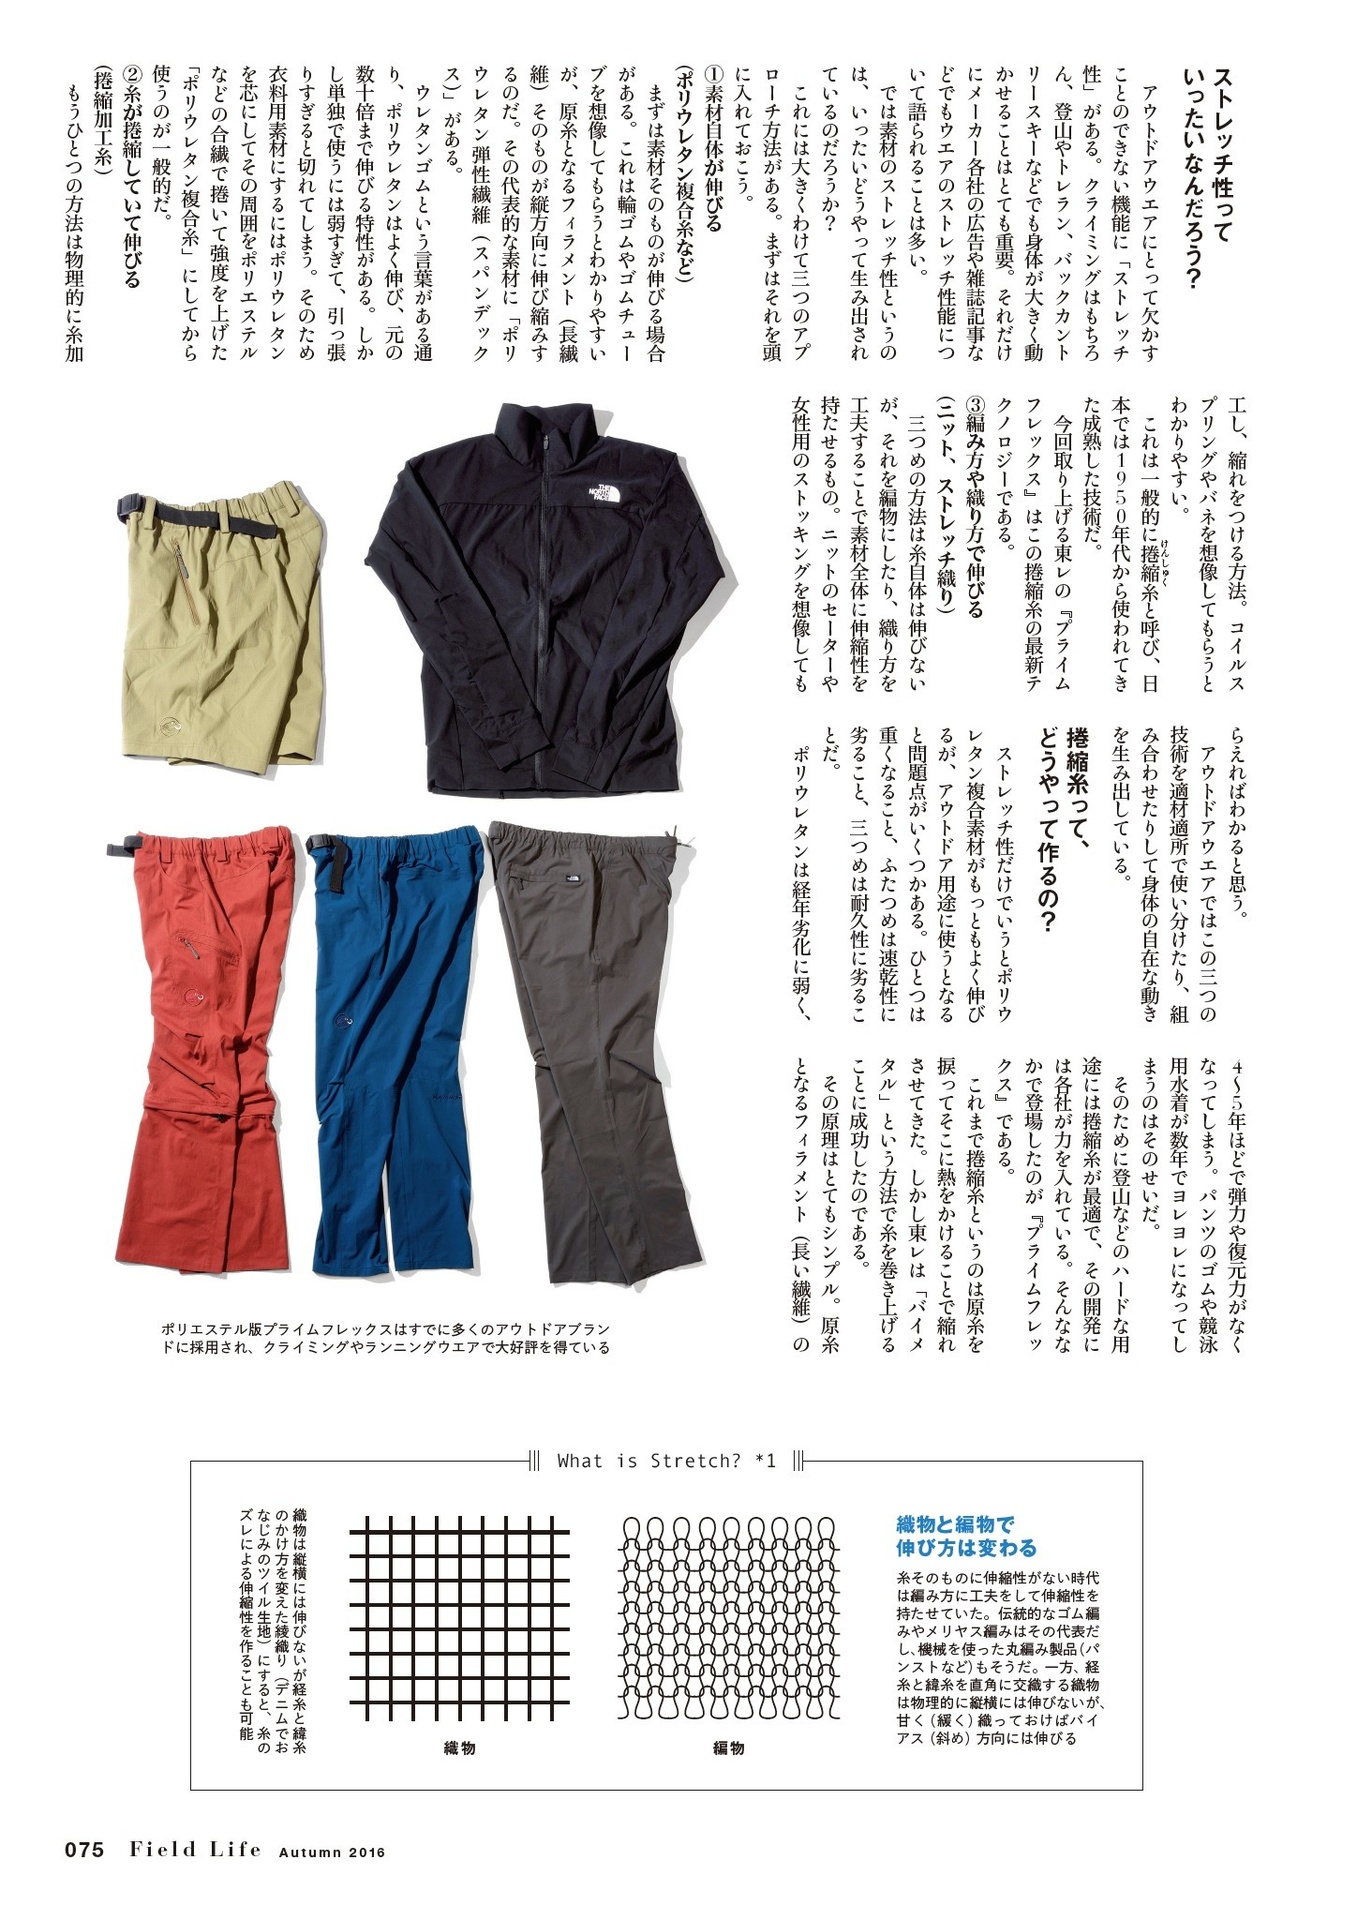 ストレッチ性って
いったいなんだろう？
アウトドアウエアにとって欠かす
ことのできない機能に「ストレッチ
性」がある。クライミングはもちろ
ん、登山やトレラン、バックカント
リースキーなどでも身体が大きく動
かせることはとても重要。それだけ
にメーカー各社の広告や雑誌記事な
どでもウエアのストレッチ性能につ
いて語られることは多い。
では素材のストレッチ性というの
は、いったいどうやって生み出され
ているのだろうか？
これには大きくわけて三つのアプ
ローチ方法がある。まずはそれを頭
に入れておこう。
①素材自体が伸びる
（ポリウレタン複合糸など）
まずは素材そのものが伸びる場合
がある。これは輪ゴムやゴムチュー
ブを想像してもらうとわかりやすい
が、原糸となるフィラメント（長繊
維）そのものが縦方向に伸び縮みす
るのだ。その代表的な素材に「ポリ
ウレタン弾性繊維（スパンデック
ス）」がある。
ウレタンゴムという言葉がある通
り、ポリウレタンはよく伸び、元の
数十倍まで伸びる特性がある。しか
し単独で使うには弱すぎて、引っ張
りすぎると切れてしまう。そのため
衣料用素材にするにはポリウレタン
を芯にしてその周囲をポリエステル
などの合繊で捲いて強度を上げた
「ポリウレタン複合糸」にしてから
使うのが一般的だ。
②糸が捲縮していて伸びる
（捲縮加工糸）
もうひとつの方法は物理的に糸加
工し、縮れをつける方法。コイルス
プリングやバネを想像してもらうと
わかりやすい。
これは一般的に捲縮糸と呼び、日
けんしゅく
本では1950年代から使われてき
た成熟した技術だ。
今回取り上げる東レの『プライム
フレックス』はこの捲縮糸の最新テ
クノロジーである。
③編み方や織り方で伸びる
（ニット、ストレッチ織り）
三つめの方法は糸自体は伸びない
が、それを編物にしたり、織り方を
工夫することで素材全体に伸縮性を
持たせるもの。ニットのセーターや
女性用のストッキングを想像しても
らえればわかると思う。
アウトドアウエアではこの三つの
技術を適材適所で使い分けたり、組
み合わせたりして身体の自在な動き
を生み出している。
捲縮糸って、
どうやって作るの？
ストレッチ性だけでいうとポリウ
レタン複合素材がもっともよく伸び
るが、アウトドア用途に使うとなる
と問題点がいくつかある。ひとつは
重くなること、ふたつめは速乾性に
劣ること、三つめは耐久性に劣るこ
とだ。
ポリウレタンは経年劣化に弱く、
4〜5年ほどで弾力や復元力がなく
なってしまう。パンツのゴムや競泳
用水着が数年でヨレヨレになってし
まうのはそのせいだ。
そのために登山などのハードな用
途には捲縮糸が最適で、その開発に
は各社が力を入れている。そんなな
かで登場したのが『プライムフレッ
クス』である。
これまで捲縮糸というのは原糸を
捩ってそこに熱をかけることで縮れ
させてきた。しかし東レは「バイメ
タル」という方法で糸を巻き上げる
ことに成功したのである。
その原理はとてもシンプル。原糸
となるフィラメント（長い繊維）の
THE
NORTH
FACE
ポリエステル版プライムフレックスはすでに多くのアウトドアブラン
ドに採用され、クライミングやランニングウエアで大好評を得ている
What is Stretch? *1
織物と編物で
伸び方は変わる
糸そのものに伸縮性がない時代
は編み方に工夫をして伸縮性を
持たせていた。伝統的なゴム編
みやメリヤス編みはその代表だ
し、機械を使った丸編み製品（パ
ンストなど）もそうだ。一方、経
糸と緯糸を直角に交織する織物
は物理的に縦横には伸びないが、
甘く（緩く）織っておけばバイ
アス（斜め）方向には伸びる
編物
織物
織物は縦横には伸びないが経糸と緯糸
のかけ方を変えた綾織り（デニムでお
なじみのツイル生地）にすると、糸の
ズレによる伸縮性を作ることも可能
075 Field Life Autumn 2016